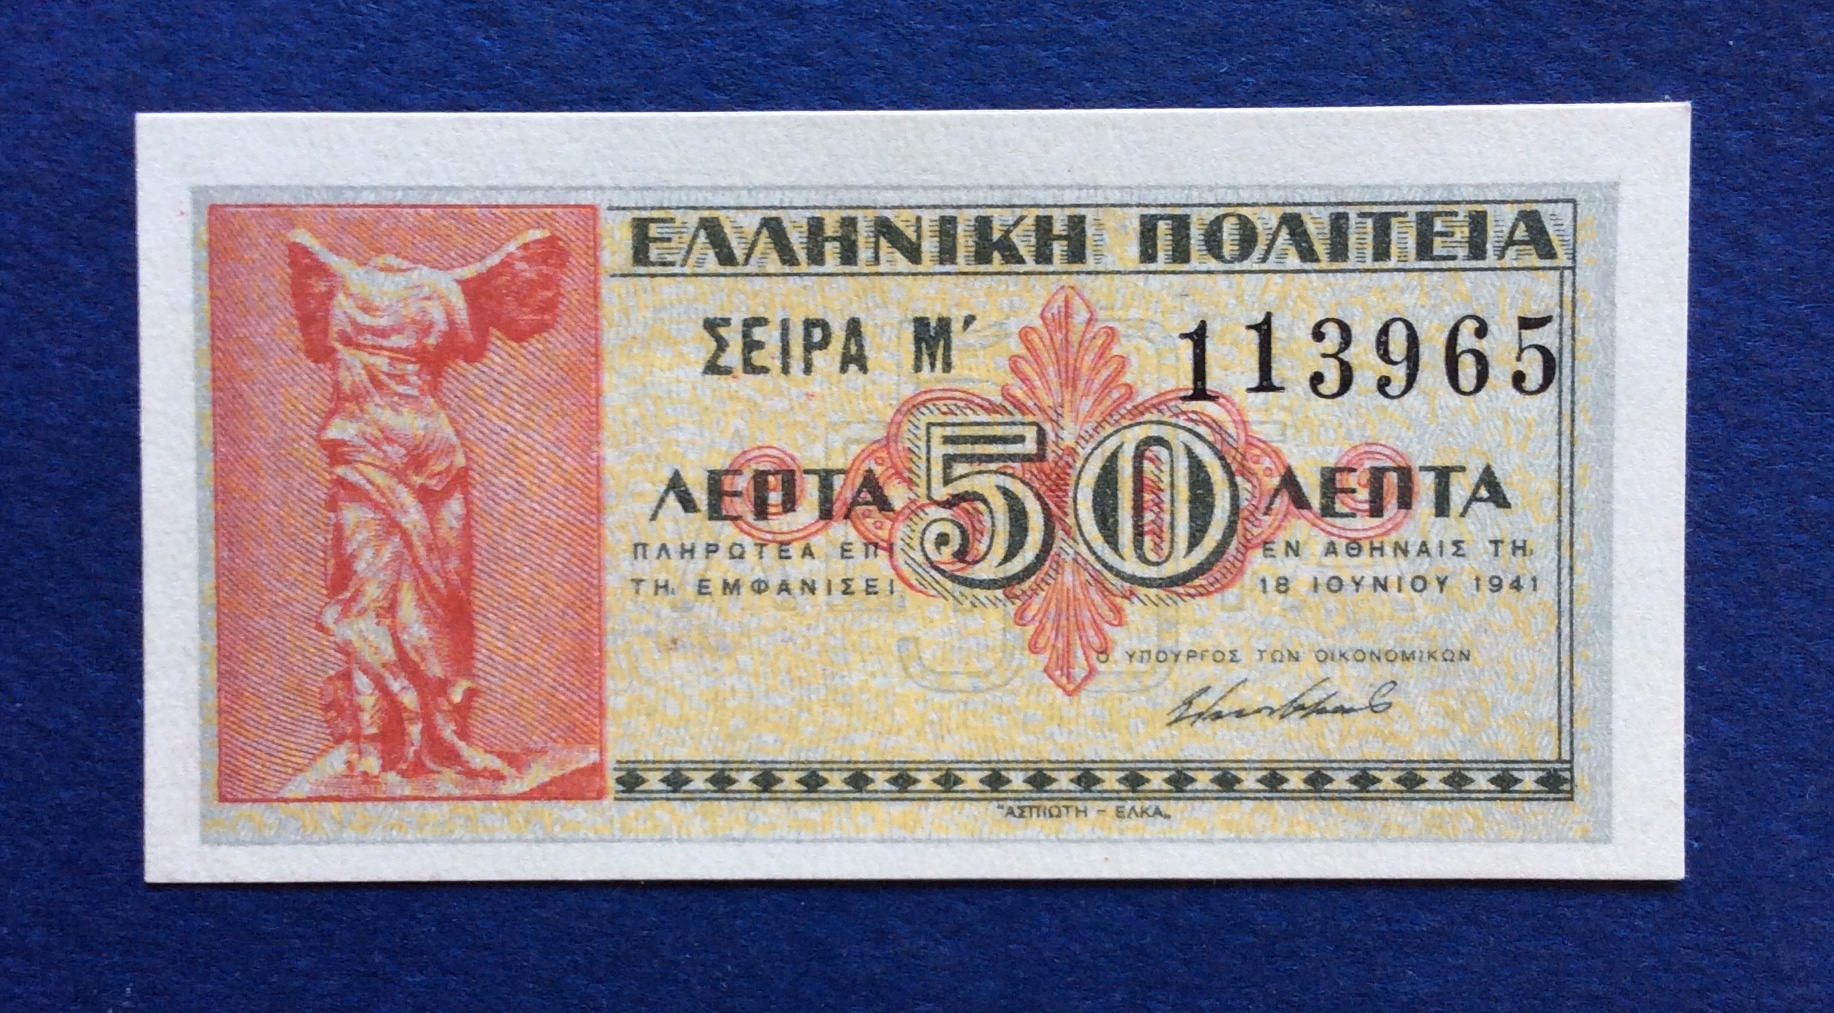 ΕΛΛΗΝΙΚΗ ΠΟΛΙΤΕΙΑ
ΣΕΙΡΑ Μ΄ 113965
ΛΕΠΤΑ 50 ΛΕΠΤΑ
ΠΛΗΡΩΤΕΑ ΕΠΙ
ΤΗͺ ΕΜΦΑΝΙΣΕΙ
ΕΝ ΑΘΗΝΑΙΣ ΤΗͺ
18 ΙΟΥΝΙΟΥ 1941
Ο ΥΠΟΥΡΓΟΣ ΤΩΝ ΟΙΚΟΝΟΜΙΚΩΝ
"ΑΣΠΙΩΤΗ - ΕΛΚΑ„